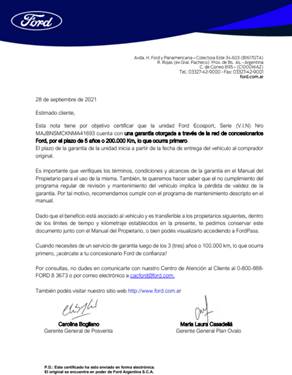 Ford
Avda. H. Ford y Panamericana – Colectora Este 34.603 (B1617GTA)
R. Rojas (ex Gral. Pacheco). Prov. de Bs. As. - Argentina
C. de Correo 895 - (C1000WAZ)
Tel.: 03327-42-9000 - Fax: 03327-42-9001
ford.com.ar
28 de septiembre de 2021
Estimado cliente,
Esta nota tiene por objetivo certificar que la unidad Ford Ecosport, Serie (V.I.N) Nro
cuenta con una garantía otorgada a través de la red de concesionarios
Ford, por el plazo de 5 años o 200.000 Km, lo que ocurra primero.
El plazo de la garantía de la unidad inicia a partir de la fecha de entrega del vehículo al comprador
original.
Es importante que verifiques los términos, condiciones y alcances de la garantía en el Manual del
Propietario para el uso de la misma. También, te queremos hacer saber que el no cumplimiento del
programa regular de revisión y mantenimiento del vehículo implica la pérdida de validez de la
garantía. Por tal motivo, recomendamos cumplir con el programa de mantenimiento descripto en el
manual.
Dado que el beneficio está asociado al vehículo y es transferible a los propietarios siguientes, dentro
de los límites de tiempo y kilometraje establecidos en el presente, te pedimos conservar este
documento junto con el Manual del Propietario, o bien podés visualizarlo accediendo a FordPass.
Cuando necesites de un servicio de garantía luego de los 3 (tres) años o 100.000 km, lo que ocurra
primero, ¡acercáte a tu concesionario Ford de confianza!
Por consultas, no dudes en comunicarte con nuestro Centro de Atención al Cliente al 0-800-888-
FORD (3673) o por correo electrónico a cacford@ford.com.
También podés visitar nuestro sitio web http://www.ford.com.ar
Carolina Bogliano
Gerente General de Posventa
Maria Laura Casadellá
Gerente General Plan Ovalo
P.D.: Este certificado ha sido enviado en forma electrónica.
El original se encuentra en poder de Ford Argentina S.C.A.